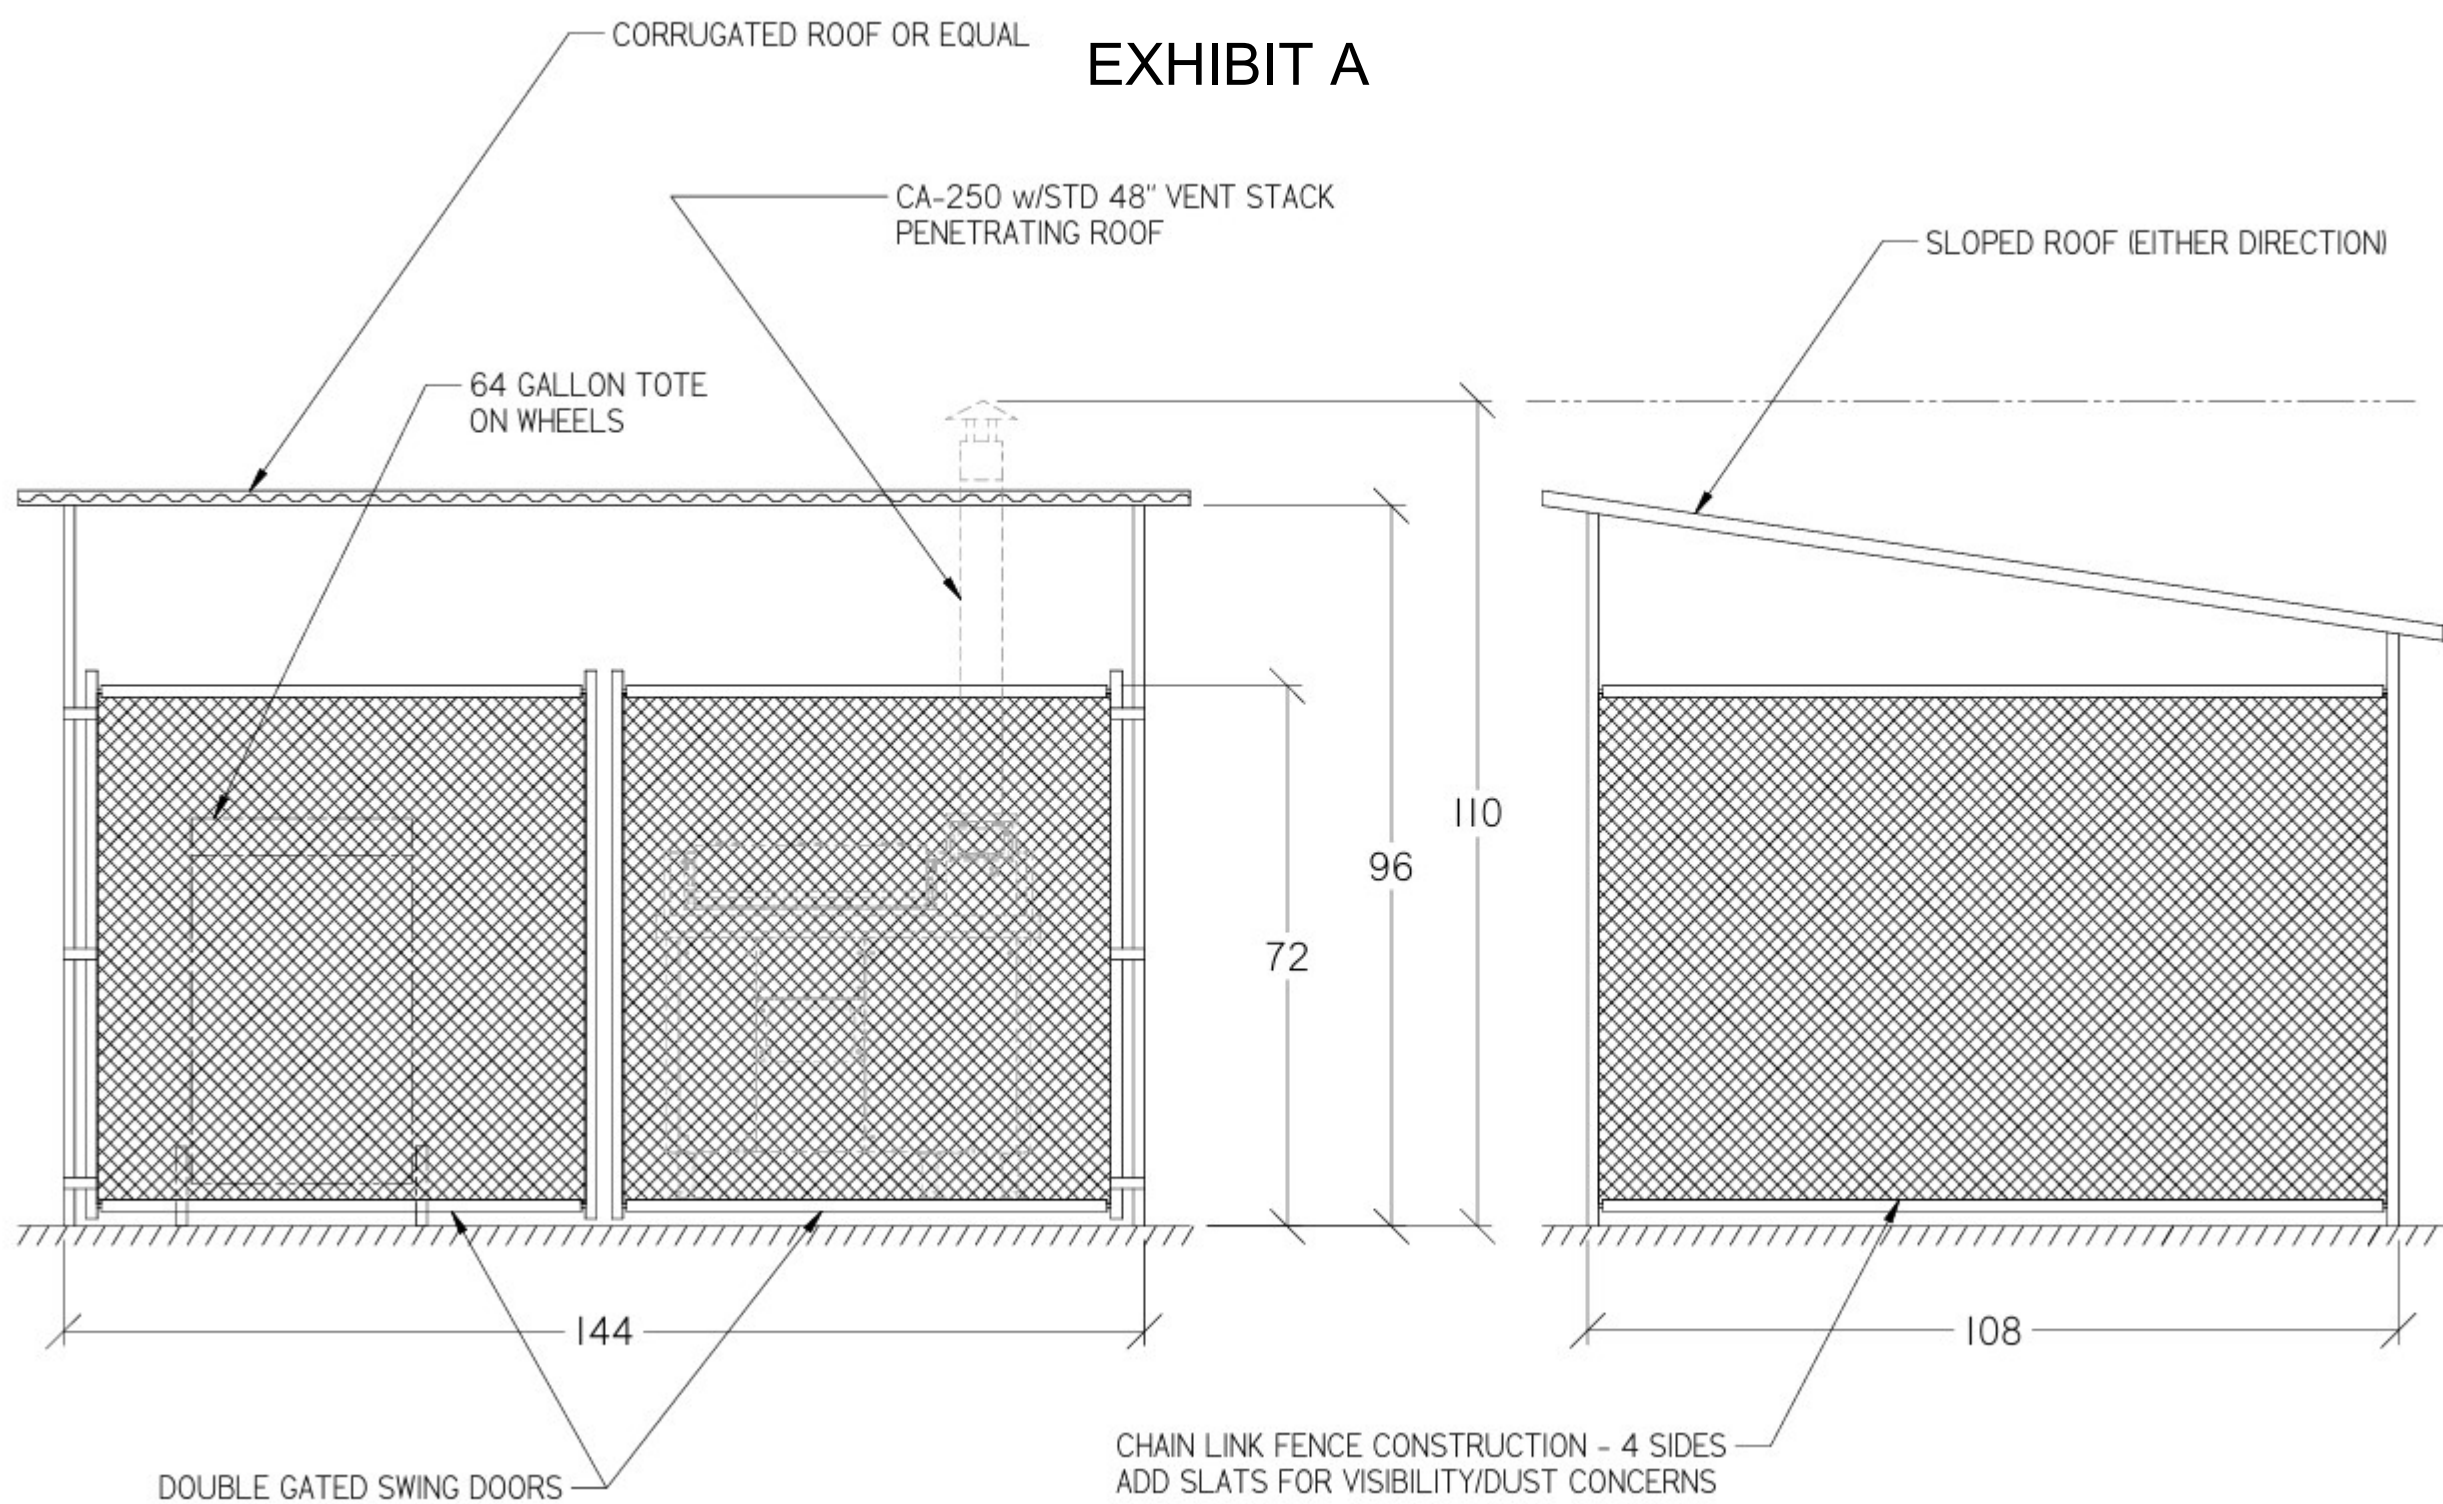 CORRUGATED ROOF OR EQUAL
EXHIBIT A
CA-250 w/STD 48" VENT STACK
PENETRATING ROOF
SLOPED ROOF (EITHER DIRECTION)
64 GALLON TOTE
ON WHEELS
110
96
72
144
108
CHAIN LINK FENCE CONSTRUCTION - 4 SIDES
ADD SLATS FOR VISIBILITY/DUST CONCERNS
DOUBLE GATED SWING DOORS